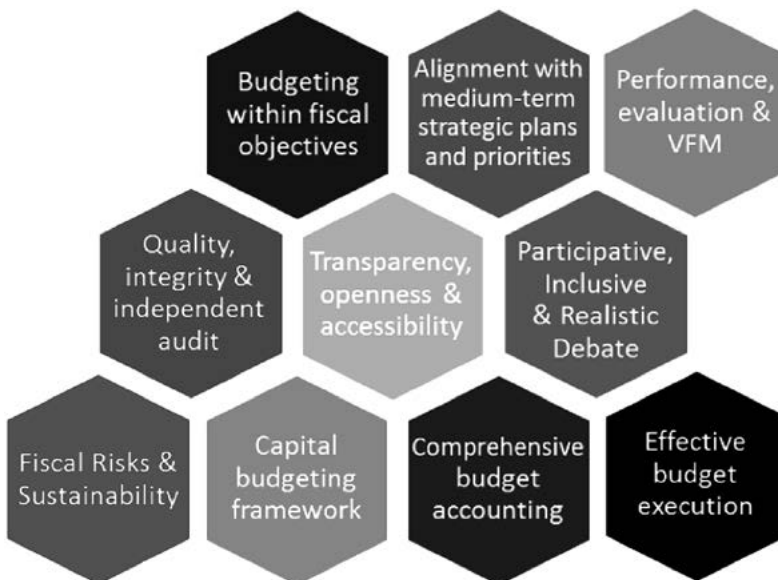 Budgeting
within fiscal
objectives
Alignment with
medium-term
strategic plans
and priorities
Performance,
evaluation &
VFM
Quality,
integrity &
independent
audit
Transparency,
openness &
accessibility
Participative,
Inclusive
& Realistic
Debate
Fiscal Risks &
Sustainability
Capital
budgeting
framework
Comprehensive
budget
accounting
Effective
budget
execution